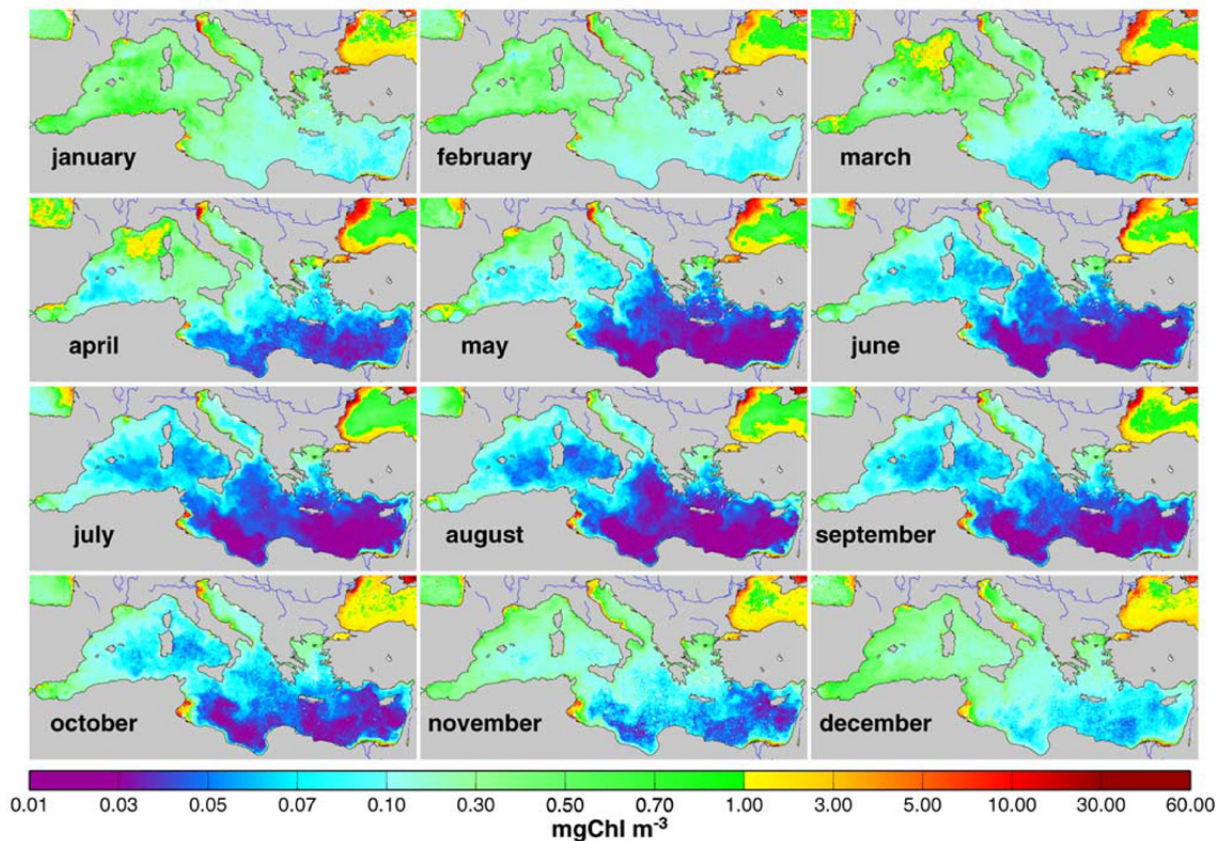 january february march
april may june
july august september
october november december
0.01 0.03 0.05 0.07 0.10 0.30 0.50 0.70 1.00 3.00 5.00 10.00 30.00 60.00
mgChl m⁻³